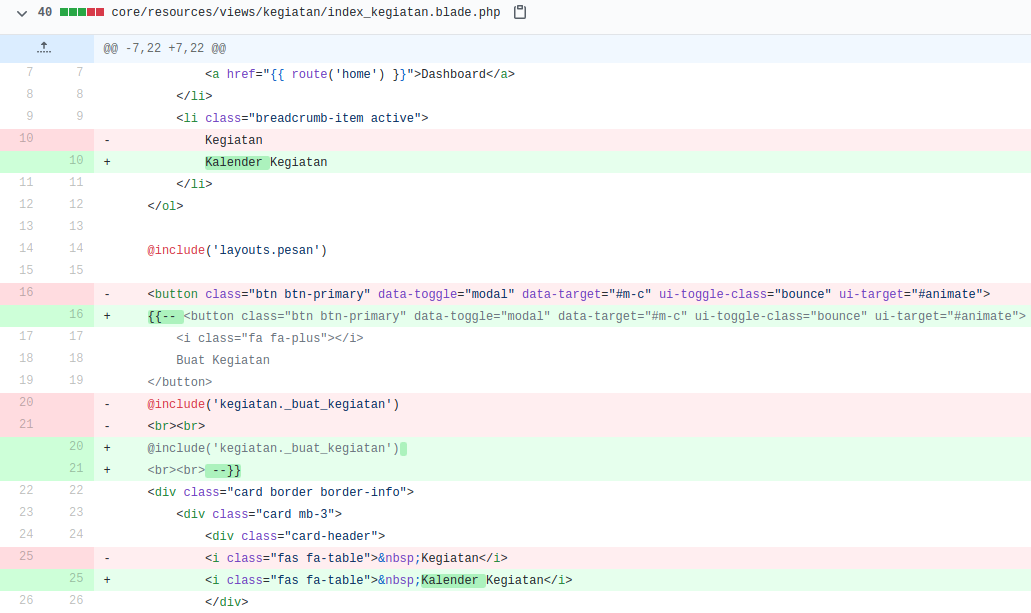 40 core/resources/views/kegiatan/index_kegiatan.blade.php
@@ -7,22 +7,22 @@
7 7 <a href="{{ route('home') }}">Dashboard</a>
8 8 </li>
9 9 <li class="breadcrumb-item active">
10 - Kegiatan
10 + Kalender Kegiatan
11 11 </li>
12 12 </ol>
13 13
14 14 @include('layouts.pesan')
15 15
16 - <button class="btn btn-primary" data-toggle="modal" data-target="#m-c" ui-toggle-class="bounce" ui-target="#animate">
16 + {{-- <button class="btn btn-primary" data-toggle="modal" data-target="#m-c" ui-toggle-class="bounce" ui-target="#animate">
17 17 <i class="fa fa-plus"></i>
18 18 Buat Kegiatan
19 19 </button>
20 - @include('kegiatan._buat_kegiatan')
21 - <br><br>
20 + @include('kegiatan._buat_kegiatan')
21 + <br><br> --}}
22 22 <div class="card border border-info">
23 23 <div class="card mb-3">
24 24 <div class="card-header">
25 - <i class="fas fa-table">&nbsp;Kegiatan</i>
25 + <i class="fas fa-table">&nbsp;Kalender Kegiatan</i>
26 26 </div>